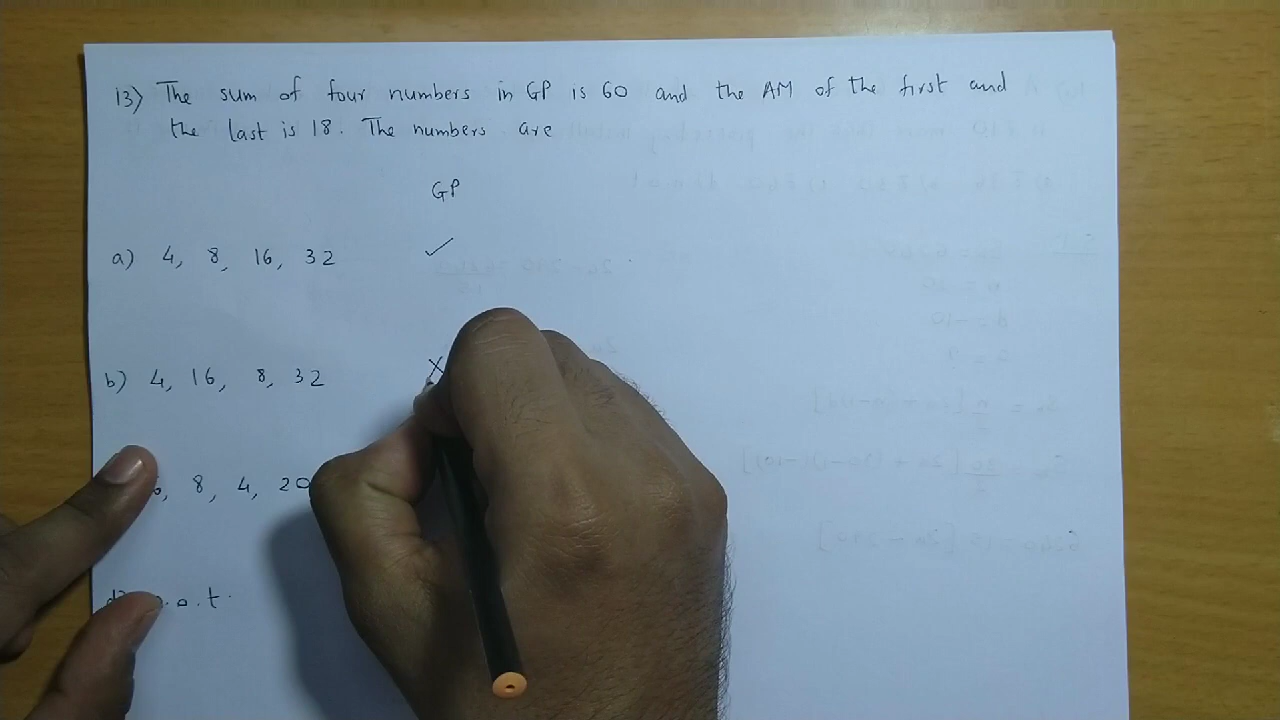 13) The sum of four numbers in GP is 60 and the AM of the first and
the last is 18. The numbers are
GP
a) 4, 8, 16, 32 ✓
b) 4, 16, 8, 32 X
8, 4, 20
o.t.